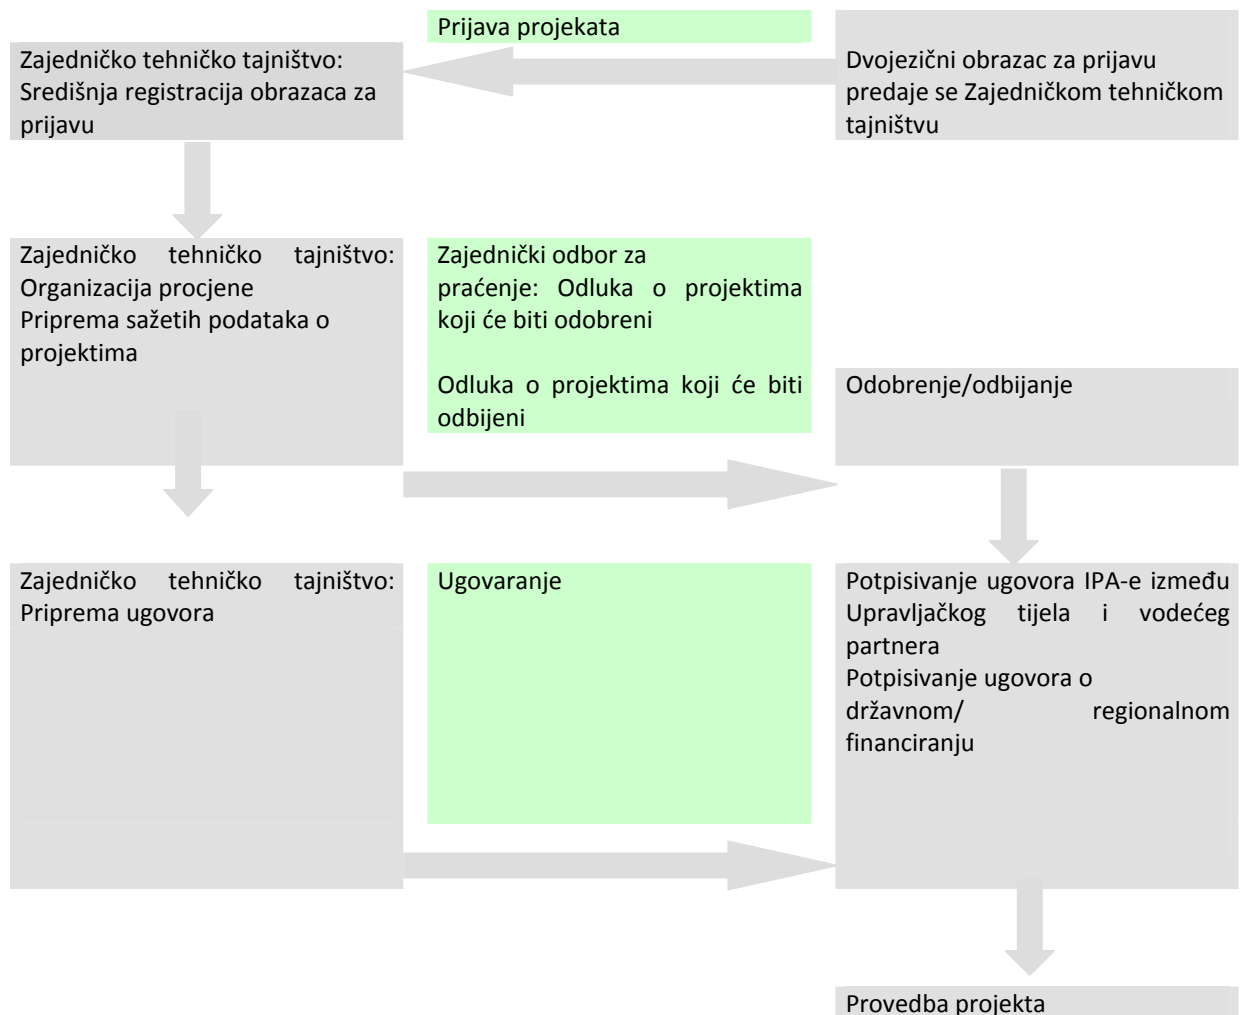 Prijava projekata
Zajedničko tehničko tajništvo:
Središnja registracija obrazaca za
prijavu
Dvojezični obrazac za prijavu
predaje se Zajedničkom tehničkom
tajništvu
Zajedničko tehničko tajništvo:
Organizacija procjene
Priprema sažetih podataka o
projektima
Zajednički odbor za
praćenje: Odluka o projektima
koji će biti odobreni
Odluka o projektima koji će biti
odbijeni
Odobrenje/odbijanje
Zajedničko tehničko tajništvo:
Priprema ugovora
Ugovaranje
Potpisivanje ugovora IPA-e između
Upravljačkog tijela i vodećeg
partnera
Potpisivanje ugovora o
državnom/ regionalnom
financiranju
Provedba projekta